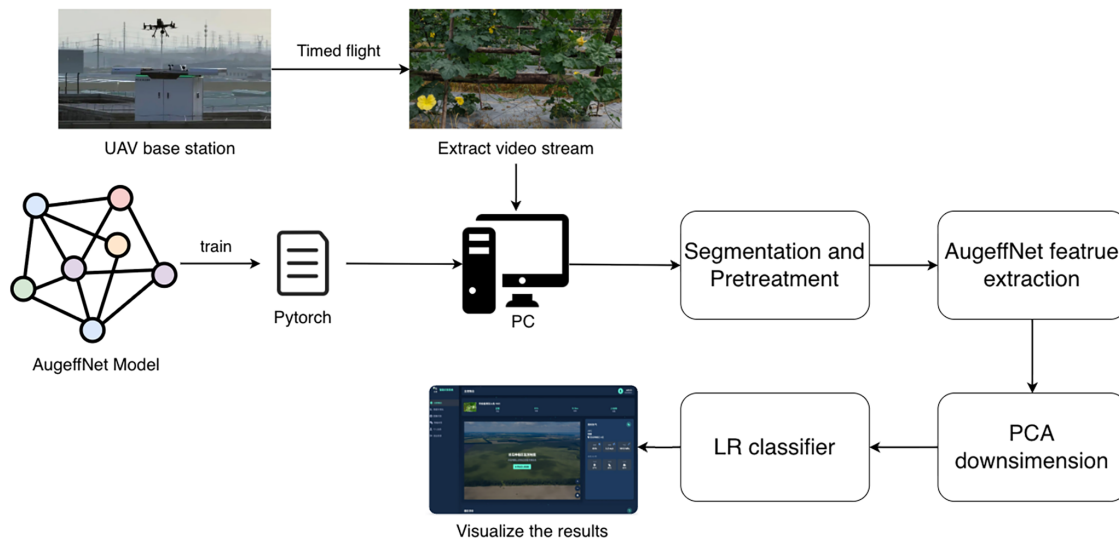 Timed flight
UAV base station
Extract video stream
train
Pytorch
AugeffNet Model
PC
Segmentation and
Pretreatment
AugeffNet featrue
extraction
PCA
downsimension
LR classifier
Visualize the results